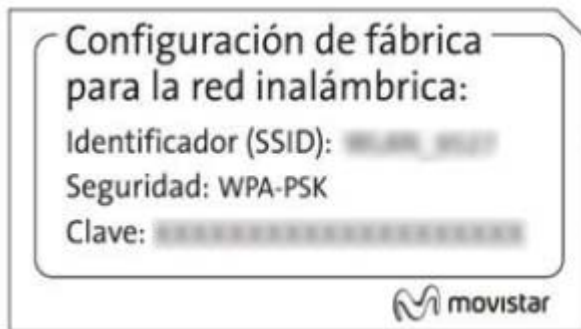 Configuración de fábrica
para la red inalámbrica:
Identificador (SSID):
Seguridad: WPA-PSK
Clave:
movistar